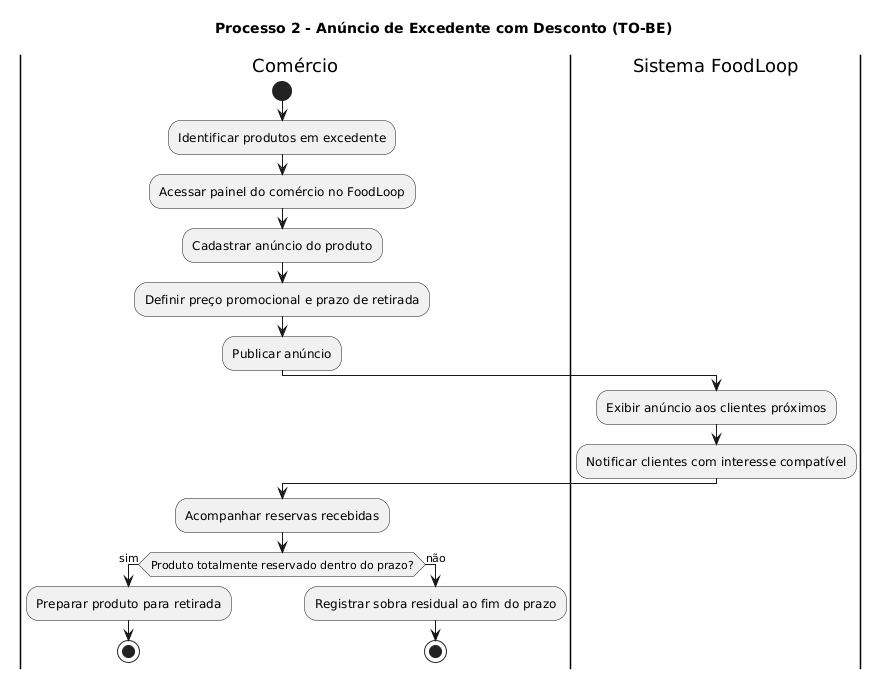 Processo 2 - Anúncio de Excedente com Desconto (TO-BE)
Comércio
Sistema FoodLoop
Identificar produtos em excedente
Acessar painel do comércio no FoodLoop
Cadastrar anúncio do produto
Definir preço promocional e prazo de retirada
Publicar anúncio
Exibir anúncio aos clientes próximos
Notificar clientes com interesse compatível
Acompanhar reservas recebidas
Produto totalmente reservado dentro do prazo?
sim
não
Preparar produto para retirada
Registrar sobra residual ao fim do prazo